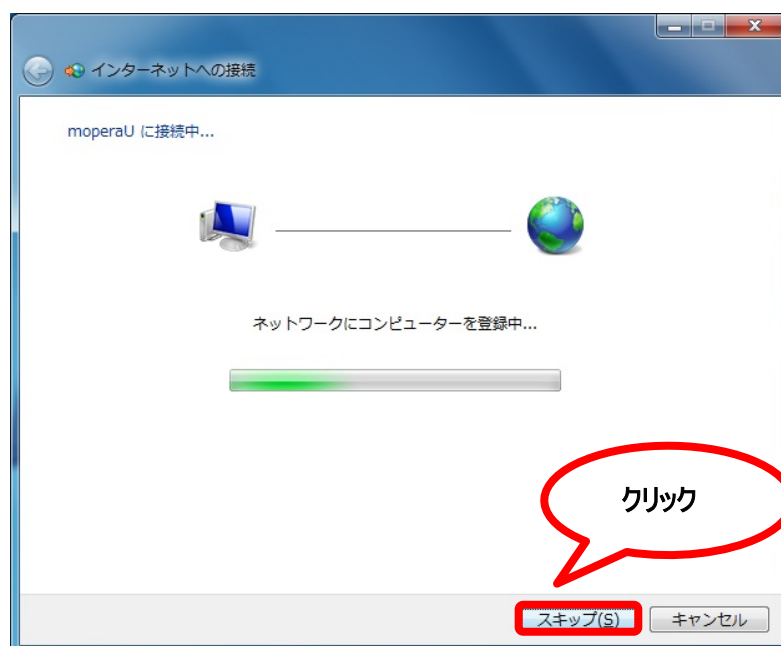 インターネットへの接続
moperaU に接続中...
ネットワークにコンピューターを登録中...
クリック
スキップ(S)
キャンセル